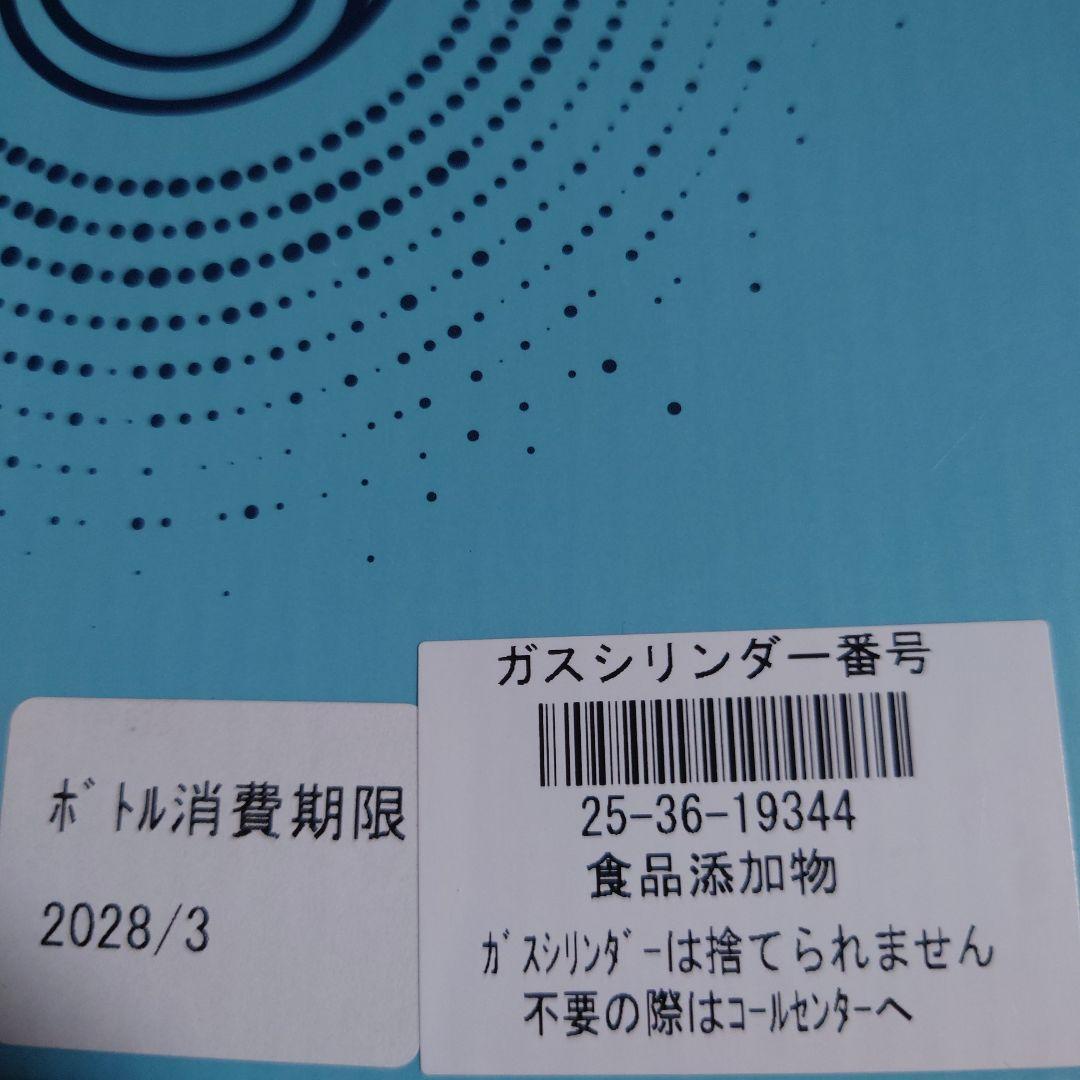 ガスシリンダー番号
25-36-19344
食品添加物
ｶﾞｽｼﾘﾝﾀﾞｰは捨てられません
不要の際はｺｰﾙｾﾝﾀｰへ
ﾎﾞﾄﾙ消費期限
2028/3